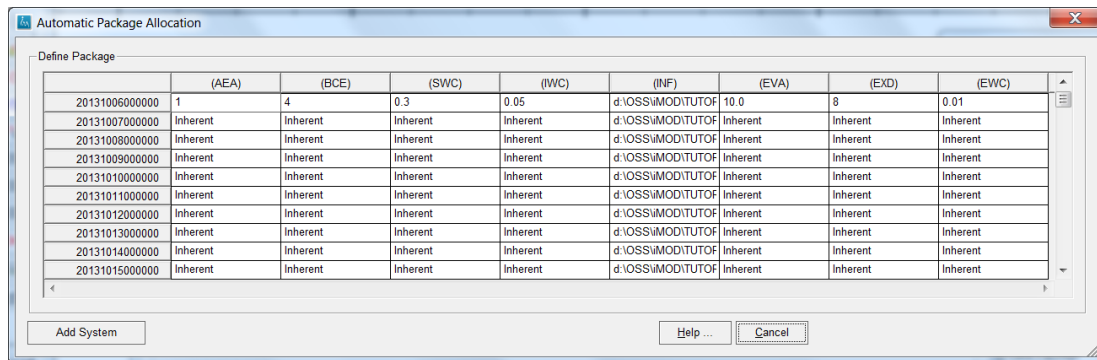 Automatic Package Allocation
X
Define Package
(AEA) (BCE) (SWC) (IWC) (INF) (EVA) (EXD) (EWC)
20131006000000 1 4 0.3 0.05 d:\OSS\iMOD\TUTOF 10.0 8 0.01
20131007000000 Inherent Inherent Inherent Inherent d:\OSS\iMOD\TUTOF Inherent Inherent Inherent
20131008000000 Inherent Inherent Inherent Inherent d:\OSS\iMOD\TUTOF Inherent Inherent Inherent
20131009000000 Inherent Inherent Inherent Inherent d:\OSS\iMOD\TUTOF Inherent Inherent Inherent
20131010000000 Inherent Inherent Inherent Inherent d:\OSS\iMOD\TUTOF Inherent Inherent Inherent
20131011000000 Inherent Inherent Inherent Inherent d:\OSS\iMOD\TUTOF Inherent Inherent Inherent
20131012000000 Inherent Inherent Inherent Inherent d:\OSS\iMOD\TUTOF Inherent Inherent Inherent
20131013000000 Inherent Inherent Inherent Inherent d:\OSS\iMOD\TUTOF Inherent Inherent Inherent
20131014000000 Inherent Inherent Inherent Inherent d:\OSS\iMOD\TUTOF Inherent Inherent Inherent
20131015000000 Inherent Inherent Inherent Inherent d:\OSS\iMOD\TUTOF Inherent Inherent Inherent
Add System Help ... Cancel